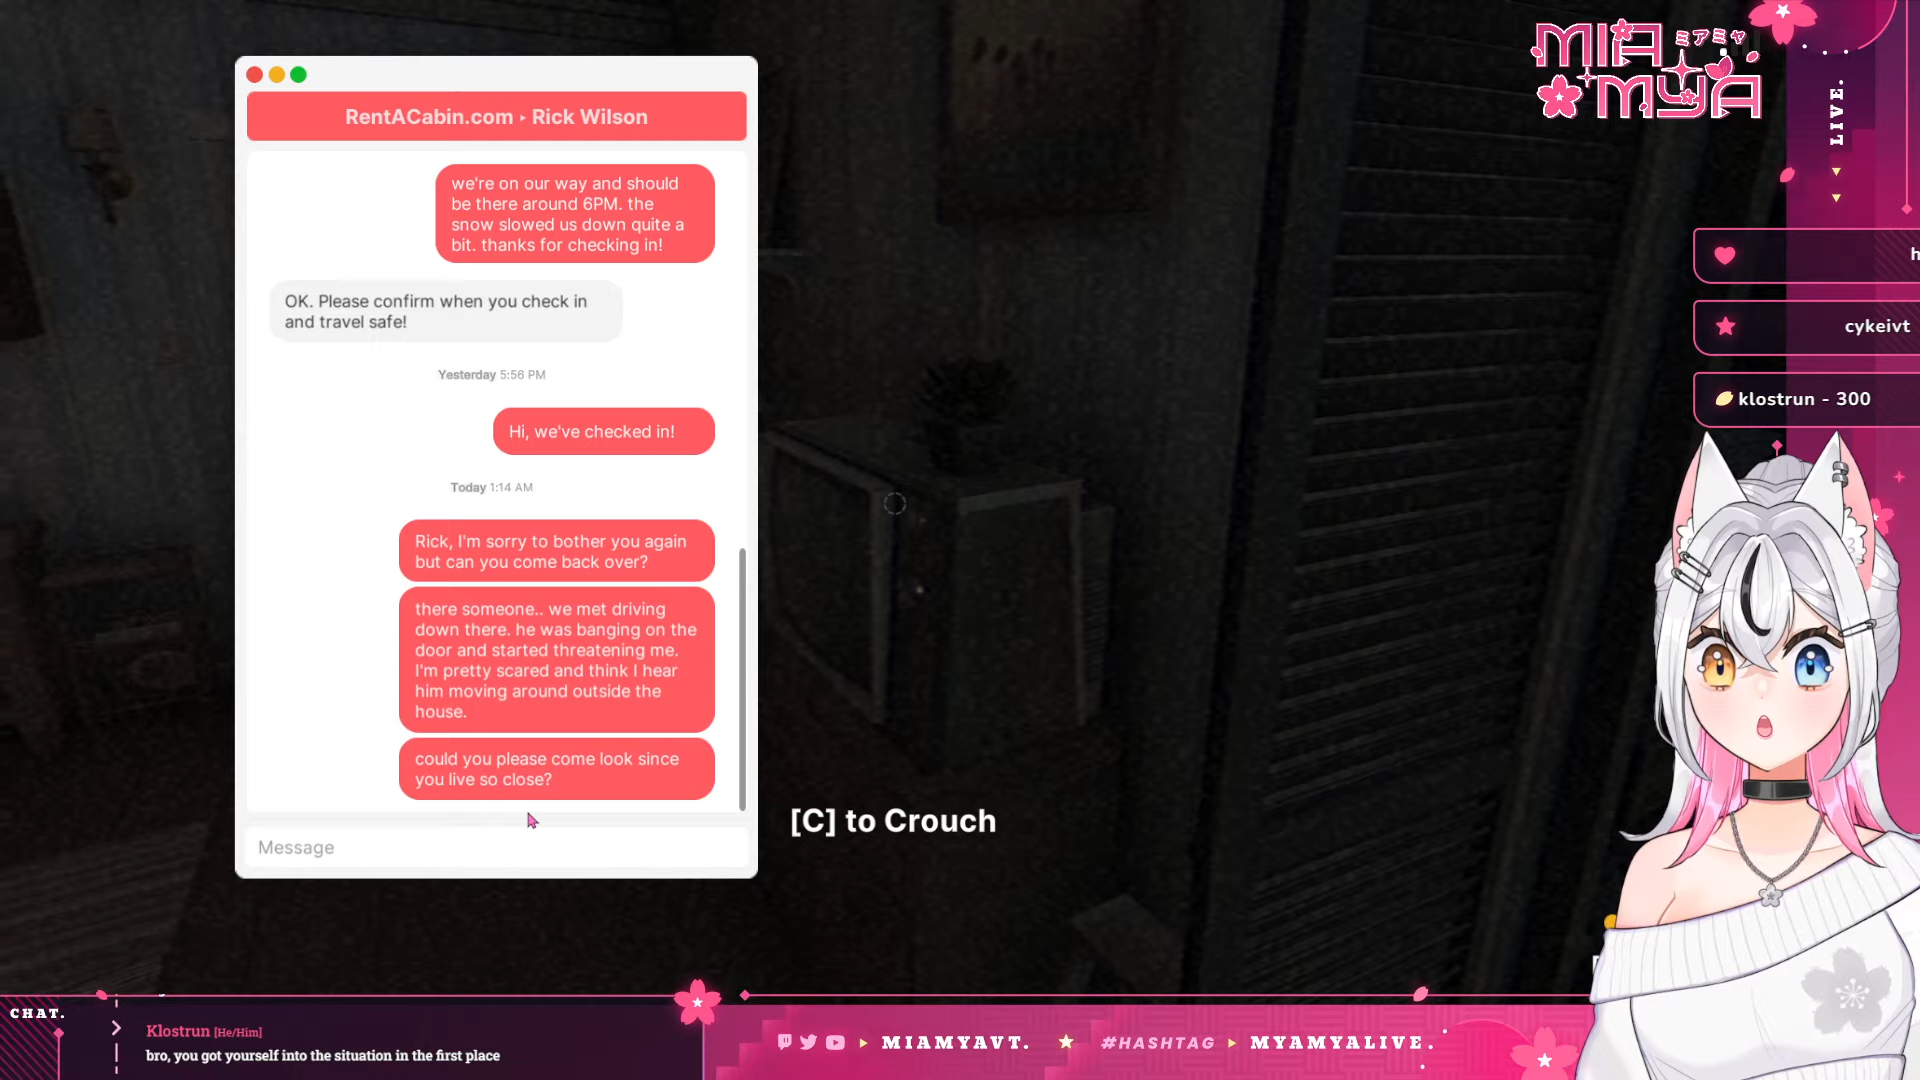 RentACabin.com ▸ Rick Wilson
we're on our way and should
be there around 6PM. the
snow slowed us down quite a
bit. thanks for checking in!
OK. Please confirm when you check in
and travel safe!
Yesterday 5:56 PM
Hi, we've checked in!
Today 1:14 AM
Rick, I'm sorry to bother you again
but can you come back over?
there someone.. we met driving
down there. he was banging on the
door and started threatening me.
I'm pretty scared and think I hear
him moving around outside the
house.
could you please come look since
you live so close?
Message
[C] to Crouch
MIA ミアミャ
MYA
LIVE.
h
cykeivt
klostrun - 300
CHAT.
Klostrun [He/Him]
bro, you got yourself into the situation in the first place
MIAMYAVT.
#HASHTAG
MYAMYALIVE.